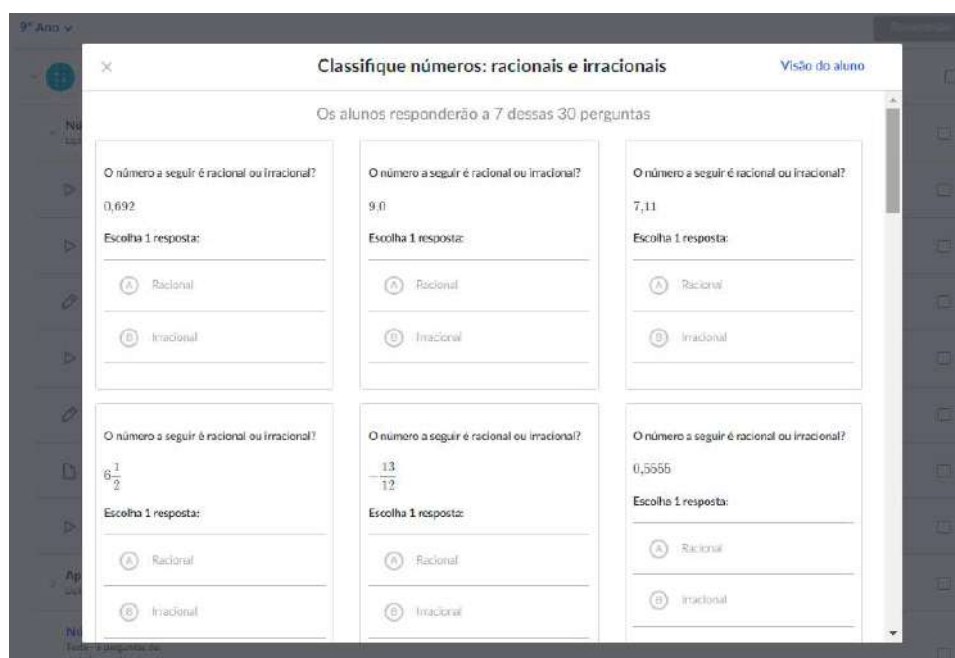 9º Ano
Classifique números: racionais e irracionais
Visão do aluno
Os alunos responderão a 7 dessas 30 perguntas
O número a seguir é racional ou irracional?
0,692
Escolha 1 resposta:
A Racional
B Irracional
O número a seguir é racional ou irracional?
9,0
Escolha 1 resposta:
A Racional
B Irracional
O número a seguir é racional ou irracional?
7,11
Escolha 1 resposta:
A Racional
B Irracional
O número a seguir é racional ou irracional?
6 1/2
Escolha 1 resposta:
A Racional
B Irracional
O número a seguir é racional ou irracional?
-13/12
Escolha 1 resposta:
A Racional
B Irracional
O número a seguir é racional ou irracional?
0,5555
Escolha 1 resposta:
A Racional
B Irracional